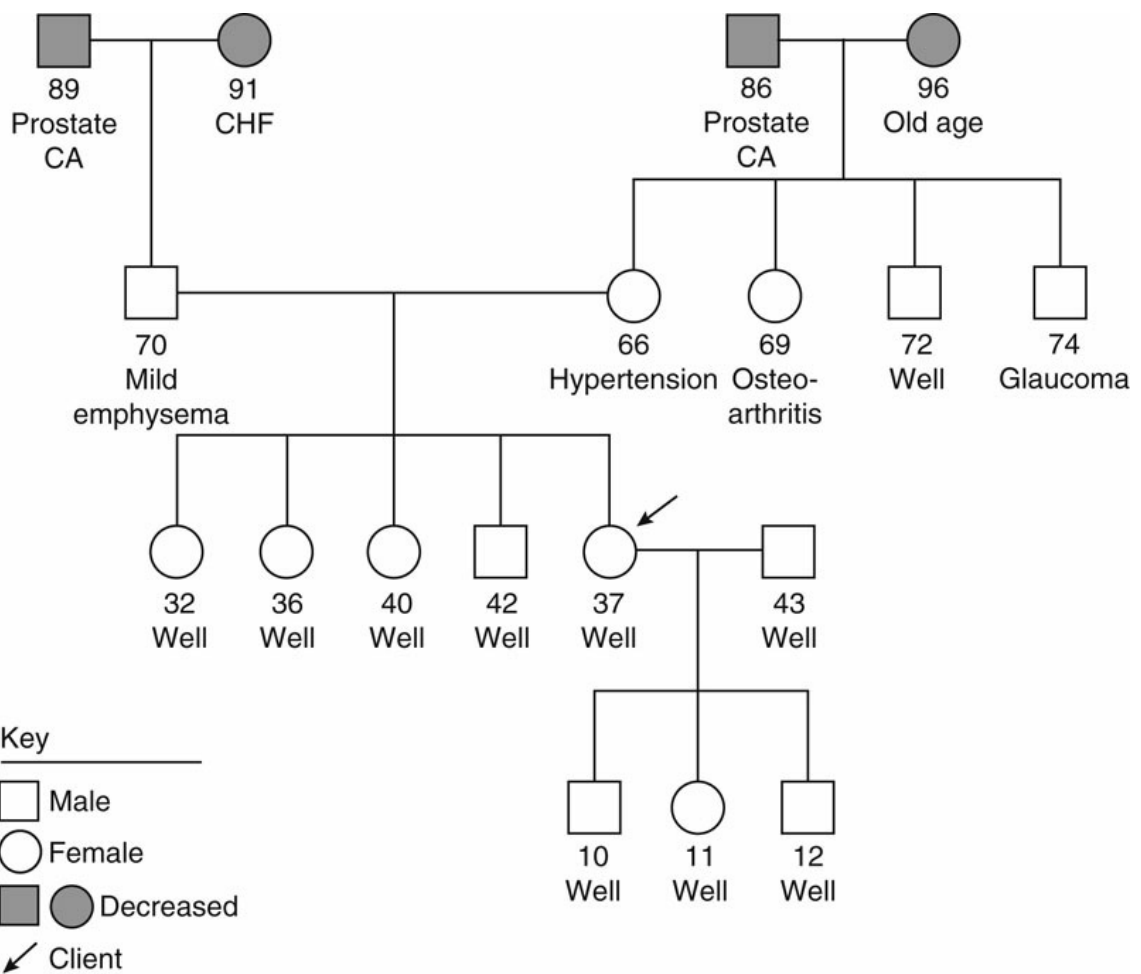 89
Prostate
CA
91
CHF
86
Prostate
CA
96
Old age
70
Mild
emphysema
66
Hypertension
69
Osteo-
arthritis
72
Well
74
Glaucoma
32
Well
36
Well
40
Well
42
Well
37
Well
43
Well
10
Well
11
Well
12
Well
Key
Male
Female
Decreased
Client